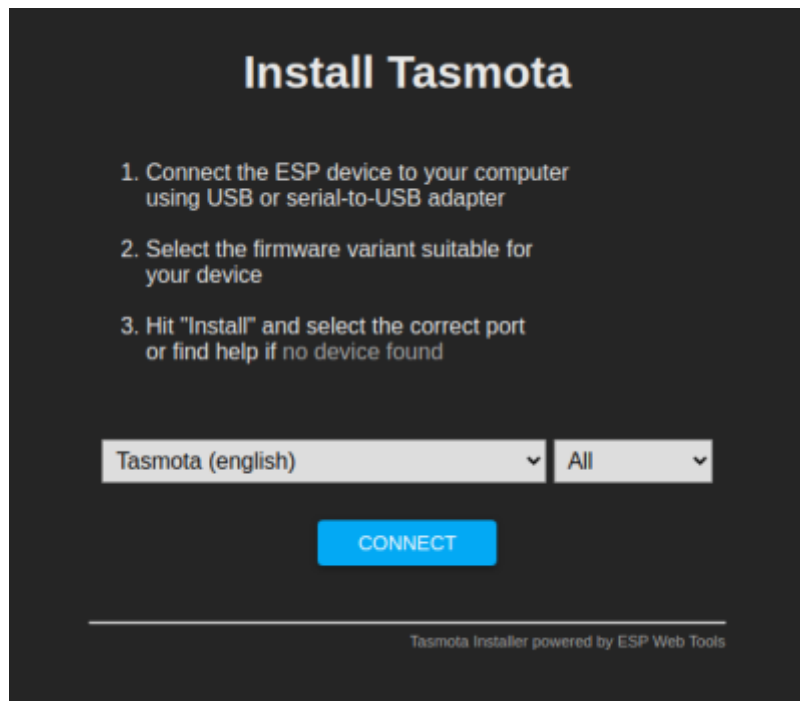 Install Tasmota
1. Connect the ESP device to your computer
using USB or serial-to-USB adapter
2. Select the firmware variant suitable for
your device
3. Hit "Install" and select the correct port
or find help if no device found
Tasmota (english) All
CONNECT
Tasmota Installer powered by ESP Web Tools